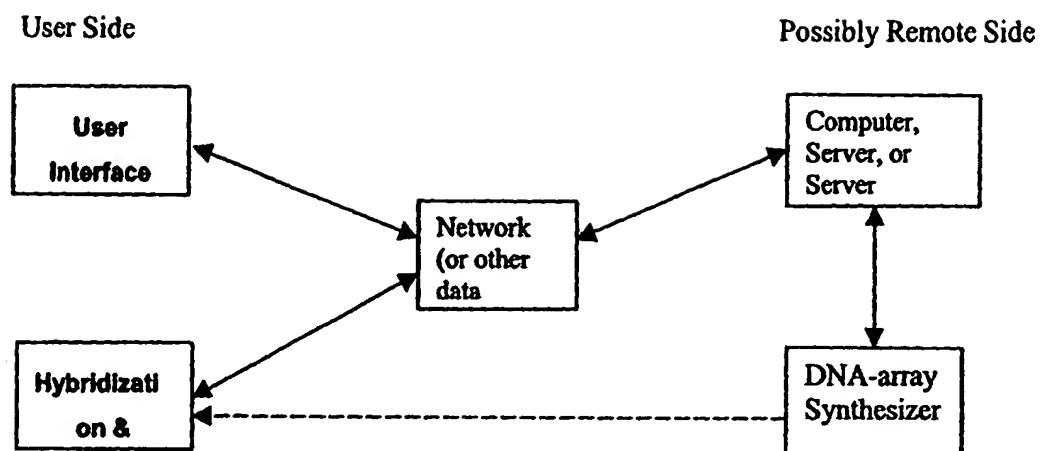 User Side
Possibly Remote Side
User
Interface
Computer,
Server, or
Server
Network
(or other
data
Hybridizati
on &
DNA-array
Synthesizer